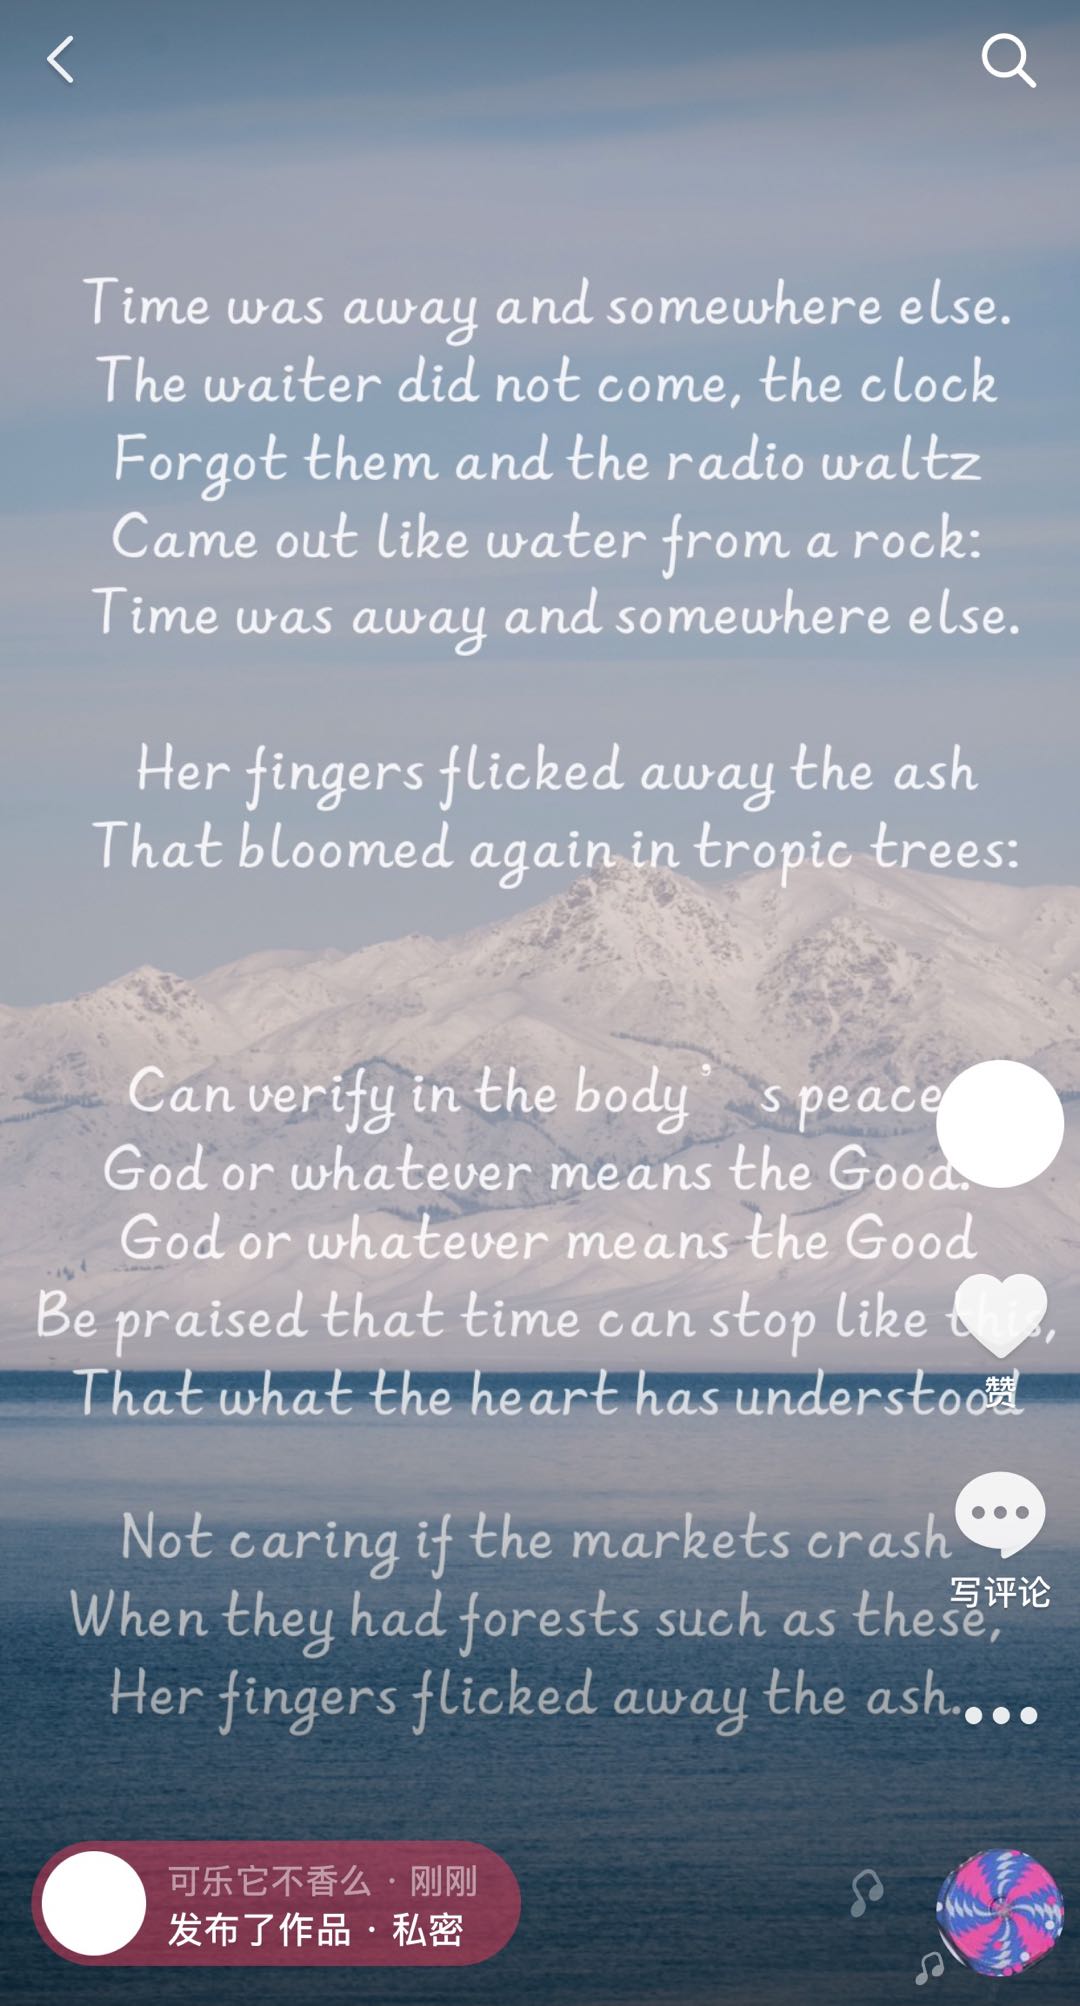 Time was away and somewhere else.
The waiter did not come, the clock
Forgot them and the radio waltz
Came out like water from a rock:
Time was away and somewhere else.
Her fingers flicked away the ash
That bloomed again in tropic trees:
Can verify in the body’ s peace
God or whatever means the Good.
God or whatever means the Good
Be praised that time can stop like this,
That what the heart has understood
赞
Not caring if the markets crash
When they had forests such as these,
写评论
Her fingers flicked away the ash.
可乐它不香么 · 刚刚
发布了作品 · 私密